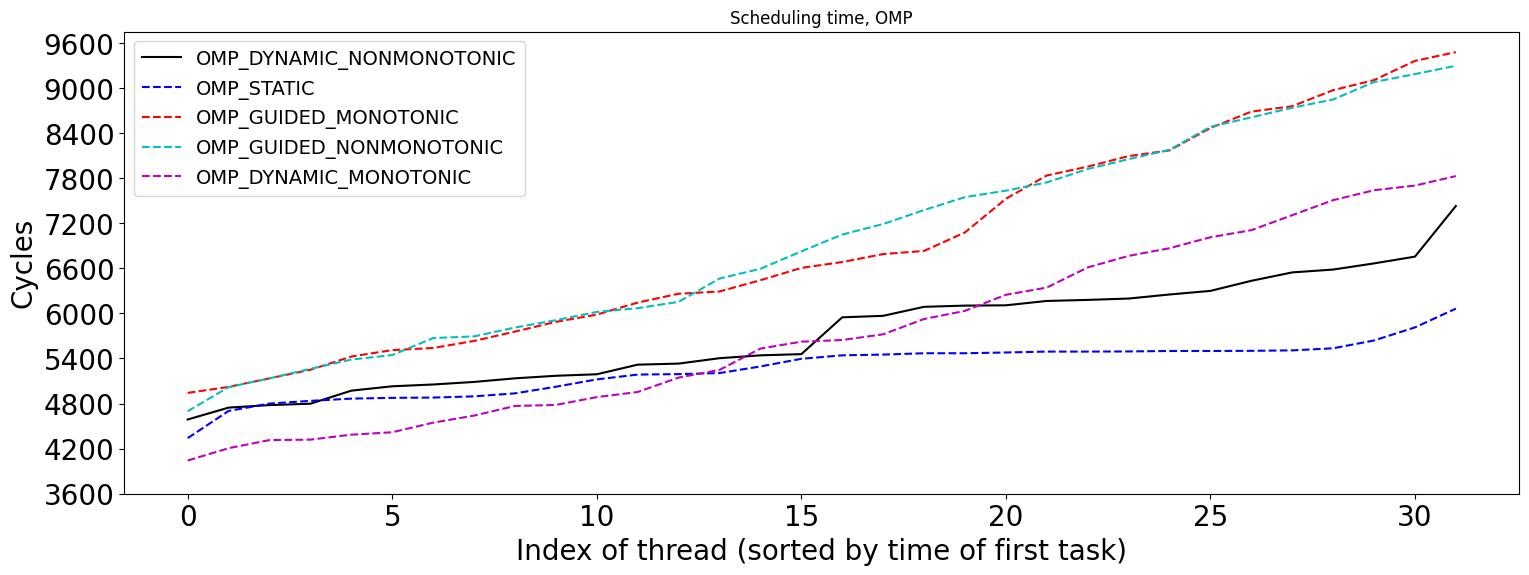 Scheduling time, OMP
9600
9000
8400
7800
7200
6600
6000
5400
4800
4200
3600
Cycles
OMP_DYNAMIC_NONMONOTONIC
OMP_STATIC
OMP_GUIDED_MONOTONIC
OMP_GUIDED_NONMONOTONIC
OMP_DYNAMIC_MONOTONIC
0 5 10 15 20 25 30
Index of thread (sorted by time of first task)